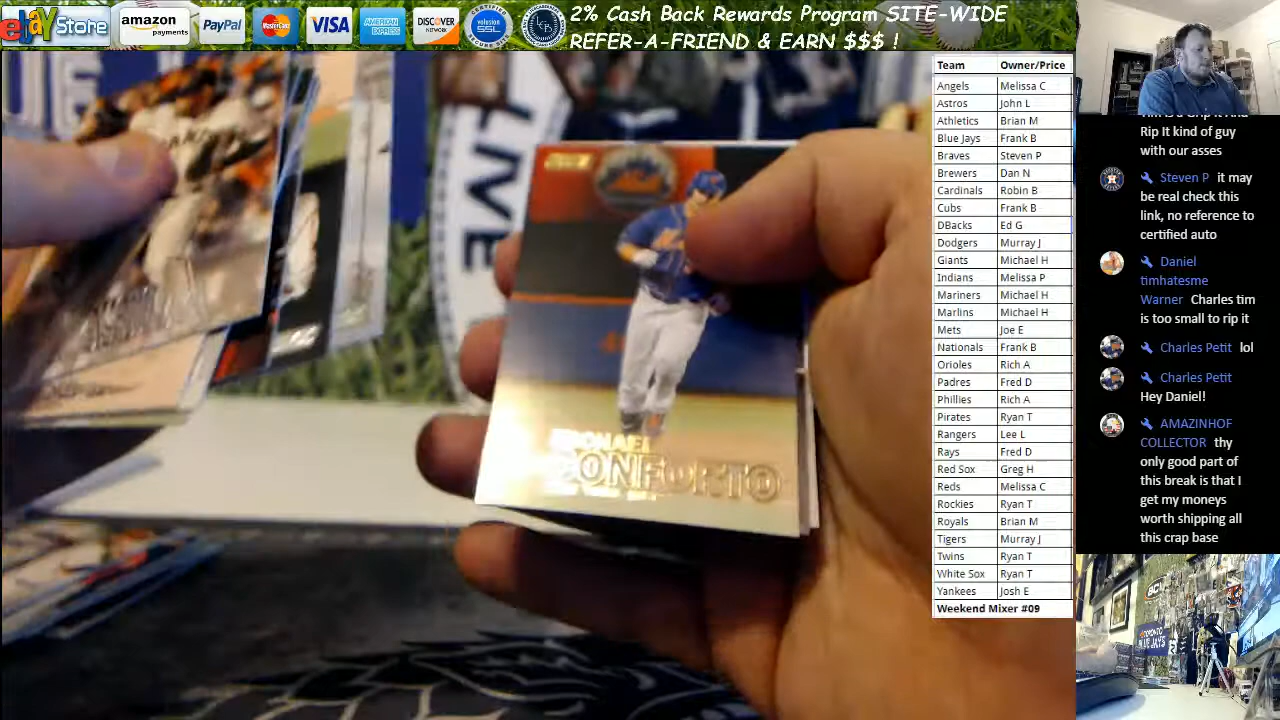 ebay Store
amazon
payments
PayPal
MasterCard
VISA
AMERICAN
EXPRESS
DISCOVER
NETWORK
volusion
SSL
2% Cash Back Rewards Program SITE-WIDE
REFER-A-FRIEND & EARN $$$ !
LIVE
CONFORTO
Team Owner/Price
Angels Melissa C
Astros John L
Athletics Brian M
Blue Jays Frank B
Braves Steven P
Brewers Dan N
Cardinals Robin B
Cubs Frank B
DBacks Ed G
Dodgers Murray J
Giants Michael H
Indians Melissa P
Mariners Michael H
Marlins Michael H
Mets Joe E
Nationals Frank B
Orioles Rich A
Padres Fred D
Phillies Rich A
Pirates Ryan T
Rangers Lee L
Rays Fred D
Red Sox Greg H
Reds Melissa C
Rockies Ryan T
Royals Brian M
Tigers Murray J
Twins Ryan T
White Sox Ryan T
Yankees Josh E
Weekend Mixer #09
Rip It kind of guy
with our asses
Steven P it may
be real check this
link, no reference to
certified auto
Daniel
timhatesme
Warner Charles tim
is too small to rip it
Charles Petit lol
Charles Petit
Hey Daniel!
AMAZINHOF
COLLECTOR thy
only good part of
this break is that I
get my moneys
worth shipping all
this crap base